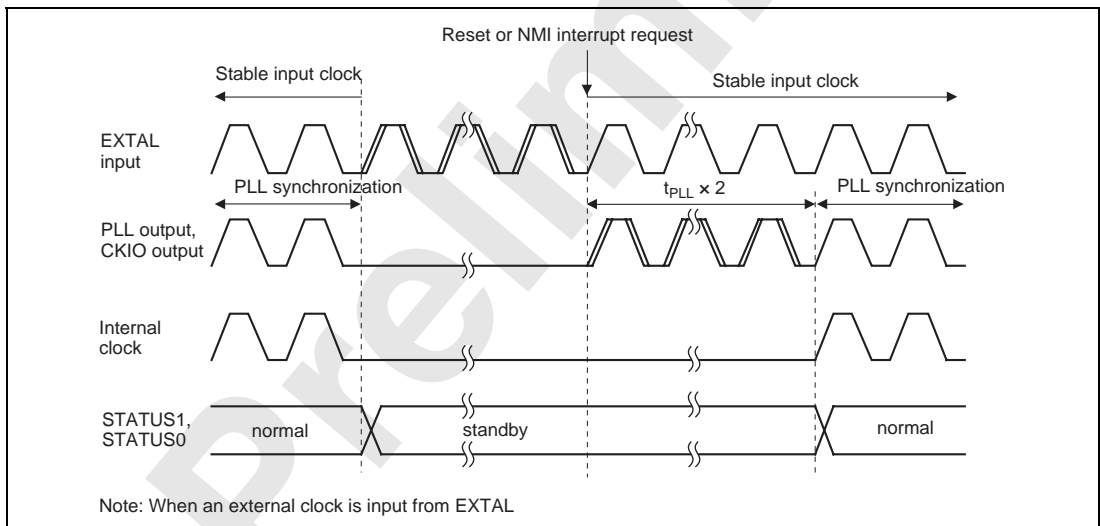 Reset or NMI interrupt request
Stable input clock
Stable input clock
EXTAL
input
PLL synchronization
tPLL × 2
PLL synchronization
PLL output,
CKIO output
Internal
clock
STATUS1,
STATUS0
normal
standby
normal
Note: When an external clock is input from EXTAL
Prelim